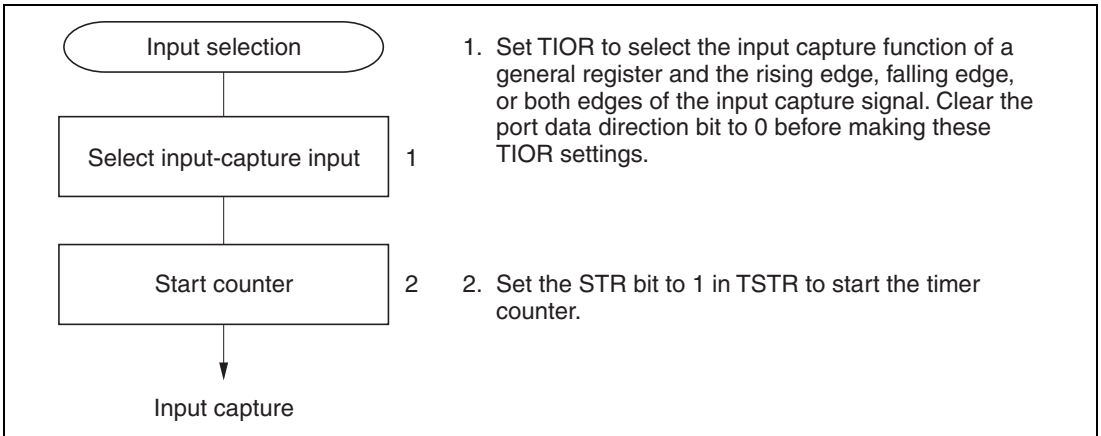 Input selection
Select input-capture input 1
Start counter 2
Input capture
1. Set TIOR to select the input capture function of a
general register and the rising edge, falling edge,
or both edges of the input capture signal. Clear the
port data direction bit to 0 before making these
TIOR settings.
2. Set the STR bit to 1 in TSTR to start the timer
counter.